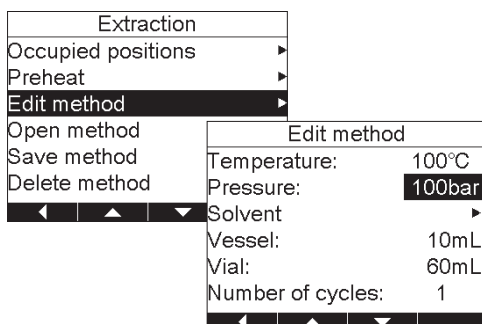 Extraction
Occupied positions
Preheat
Edit method
Open method
Save method
Delete method
Edit method
Temperature: 100°C
Pressure: 100bar
Solvent
Vessel: 10mL
Vial: 60mL
Number of cycles: 1